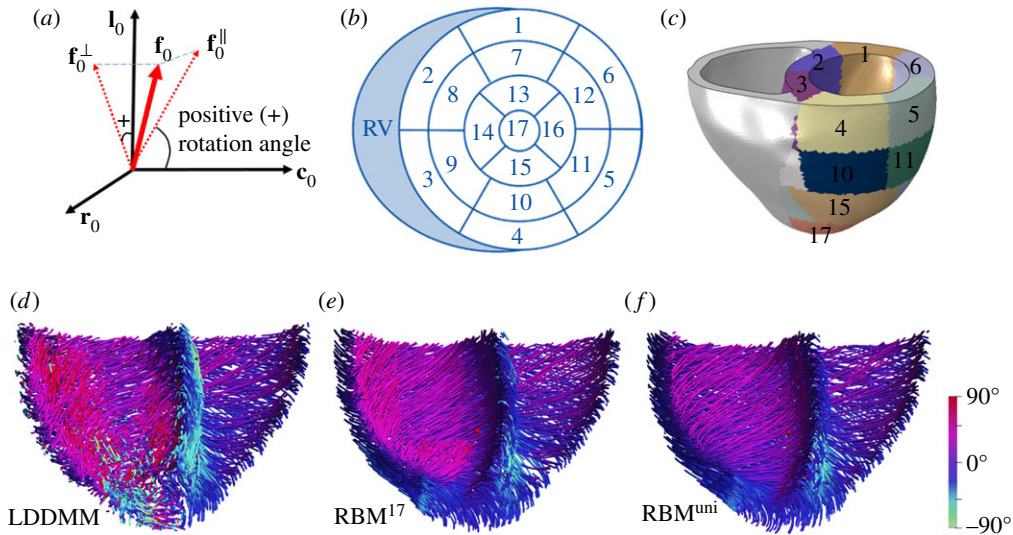 (a)
l₀
f₀
f₀⊥
f₀∥
+
positive (+)
rotation angle
c₀
r₀
(b)
1
7
2
6
8
12
13
RV
14
17
16
9
11
15
3
5
10
4
(c)
1
2
3
6
4
5
10
11
15
17
(d)
LDDMM
(e)
RBM¹⁷
(f)
RBMᵘⁿⁱ
90°
0°
–90°